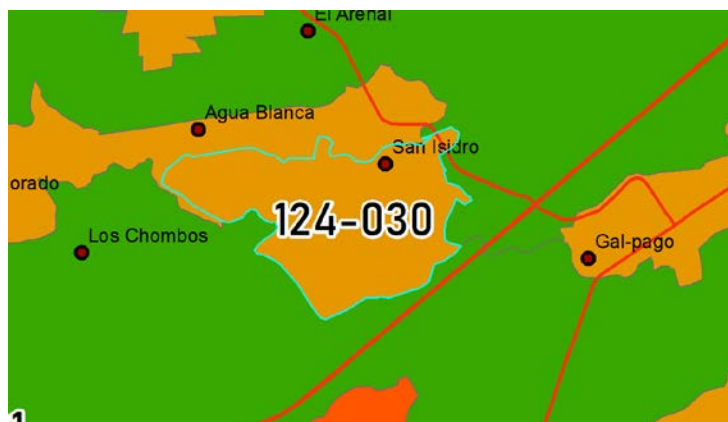 El Arenal
Agua Blanca
San Isidro
orado
124-030
Los Chombos
Gal-pago
1